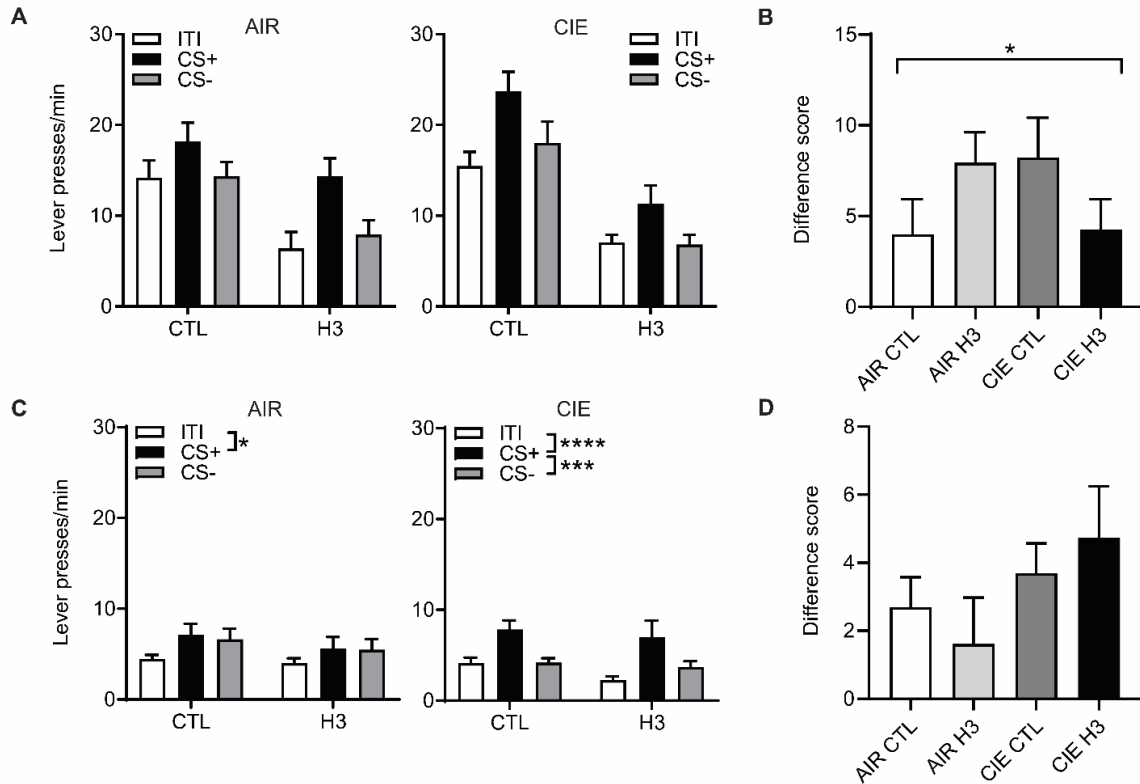 A
AIR
CIE
B
Lever presses/min
30
20
10
0
ITI
CS+
CS-
CTL
H3
30
20
10
0
ITI
CS+
CS-
CTL
H3
Difference score
15
10
5
0
*
AIR CTL
AIR H3
CIE CTL
CIE H3
C
AIR
CIE
D
Lever presses/min
30
20
10
0
ITI
CS+
CS-
*
CTL
H3
30
20
10
0
ITI
CS+
CS-
****
***
CTL
H3
Difference score
8
6
4
2
0
AIR CTL
AIR H3
CIE CTL
CIE H3